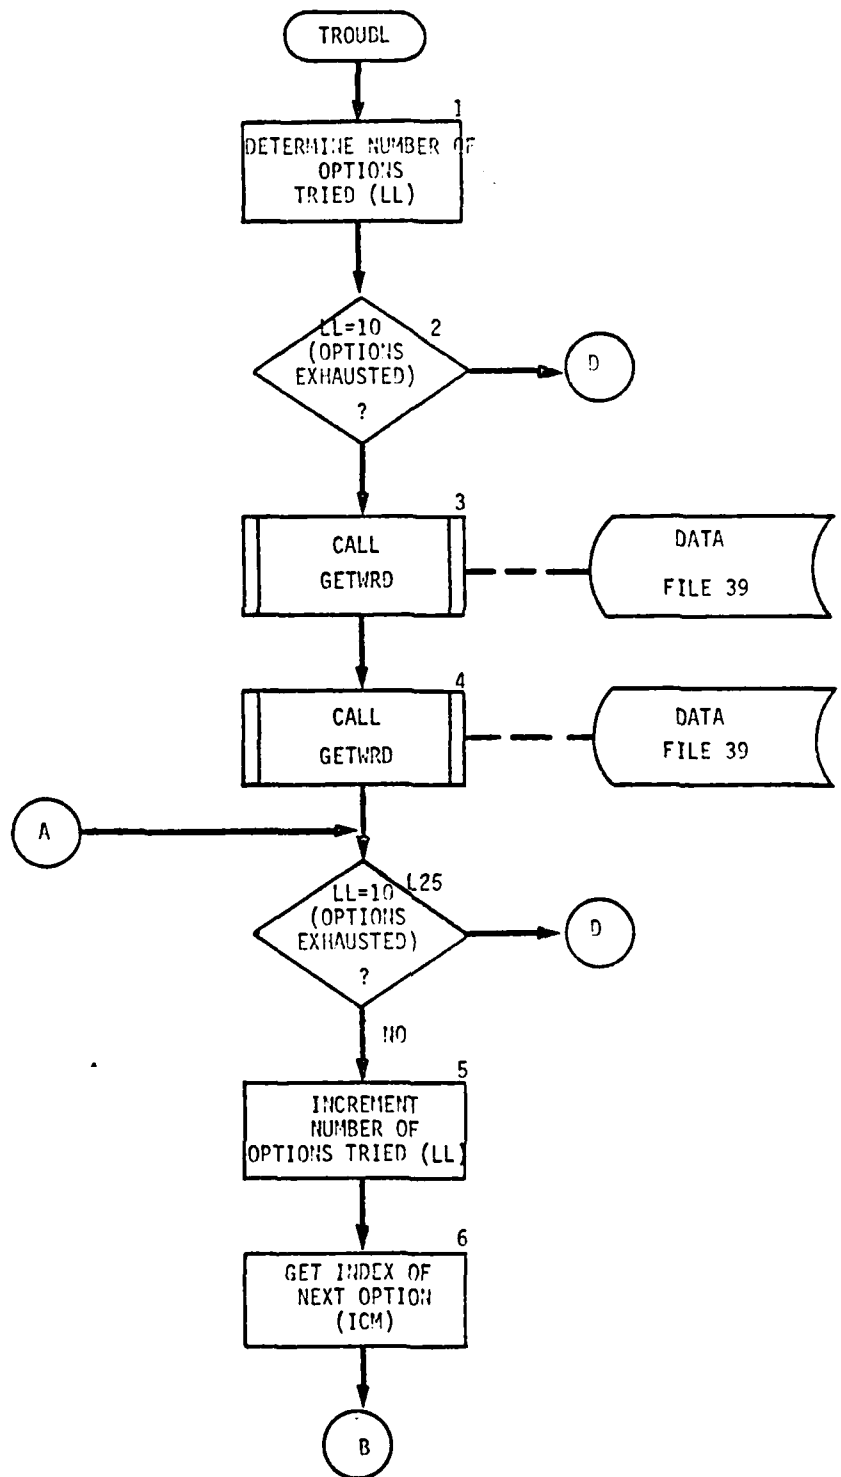 TROUBL
1
DETERMINE NUMBER OF
OPTIONS
TRIED (LL)
LL=10
2
(OPTIONS
EXHAUSTED)
?
D
3
CALL
GETWRD
DATA
FILE 39
4
CALL
GETWRD
DATA
FILE 39
A
L25
LL=10
(OPTIONS
EXHAUSTED)
?
D
NO
5
INCREMENT
NUMBER OF
OPTIONS TRIED (LL)
6
GET INDEX OF
NEXT OPTION
(ICM)
B